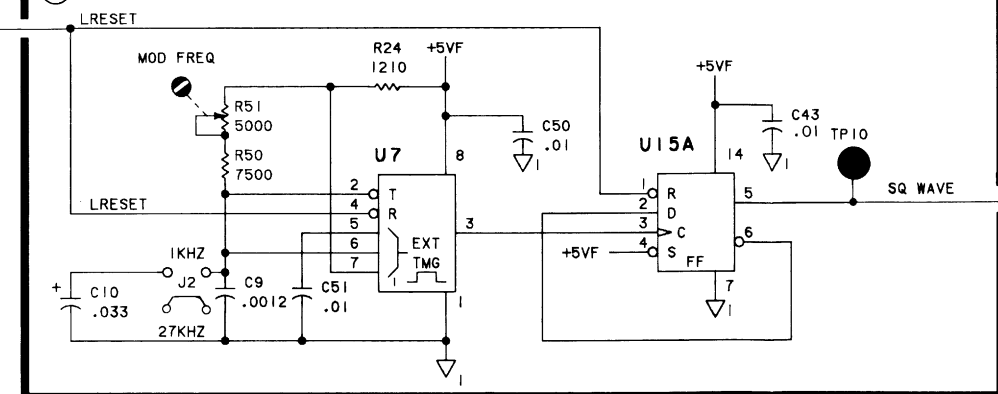 LRESET
MOD FREQ
R24
1210
+5VF
+5VF
R51
5000
R50
7500
C50
.01
C43
.01
TP10
U7
8
U15A
14
1
1
2
T
1
R
5
SQ WAVE
LRESET
4
R
2
D
5
3
3
C
6
6
EXT
+5VF
4
S
1KHZ
7
TMG
FF
J2
C9
C51
1
7
+
C10
.0012
.01
1
1
.033
27KHZ
1